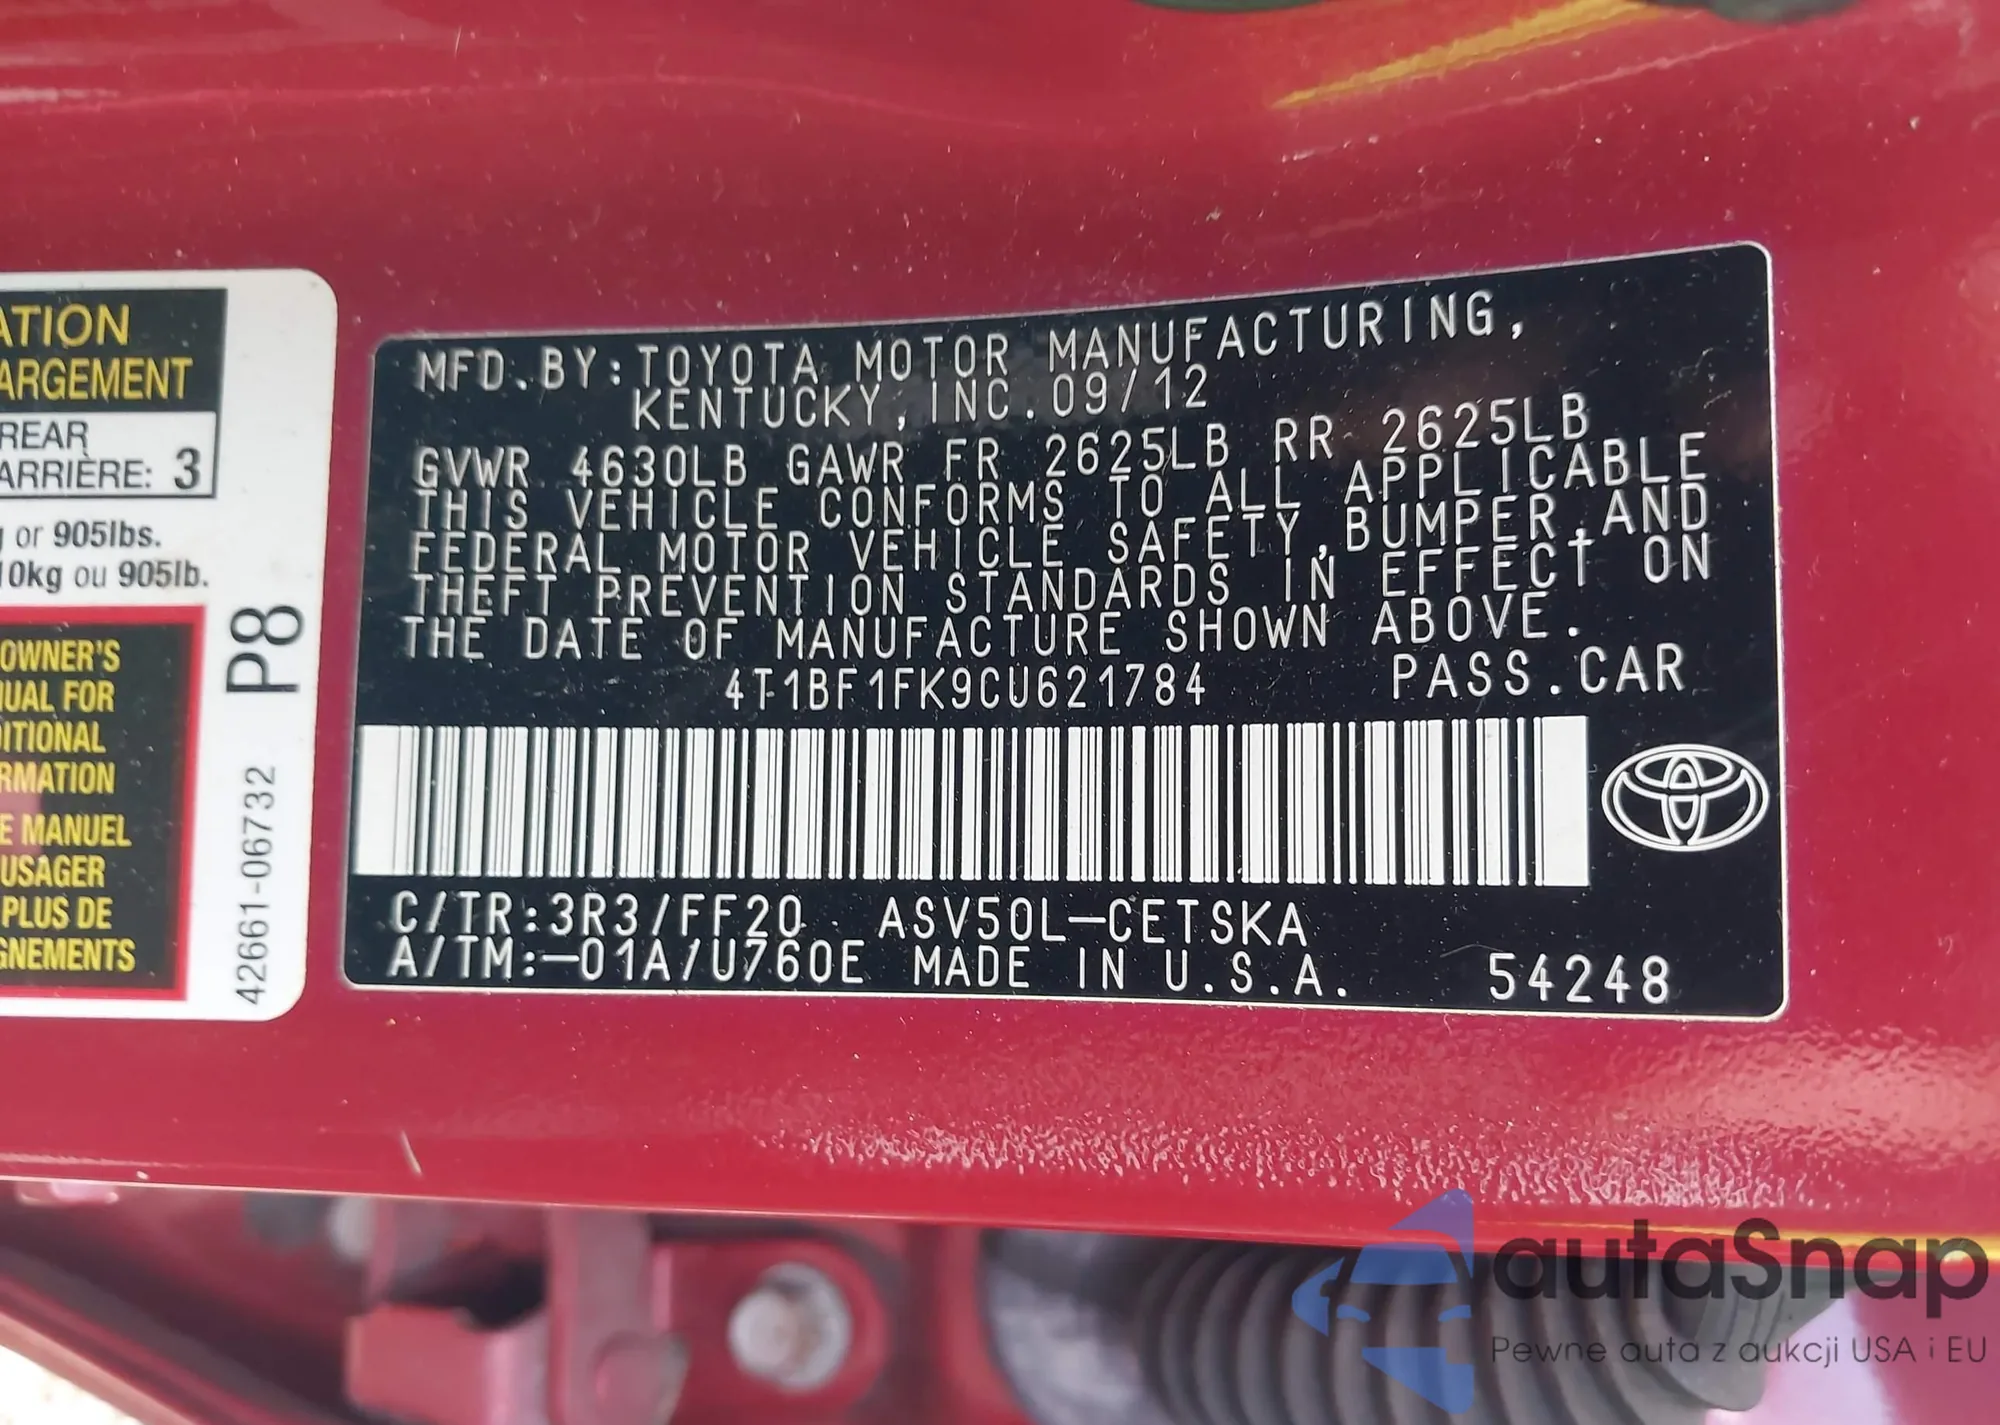 ATION
ARGEMENT
REAR
ARRIÈRE: 3
g or 905lbs.
10kg ou 905lb.
OWNER'S
UAL FOR
ITIONAL
RMATION
E MANUEL
USAGER
PLUS DE
GNEMENTS
P8
42661-06732
MFD.BY:TOYOTA MOTOR MANUFACTURING,
KENTUCKY,INC.09/12
GVWR 4630LB GAWR FR 2625LB RR 2625LB
THIS VEHICLE CONFORMS TO ALL APPLICABLE
FEDERAL MOTOR VEHICLE SAFETY,BUMPER,AND
THEFT PREVENTION STANDARDS IN EFFECT ON
THE DATE OF MANUFACTURE SHOWN ABOVE.
4T1BF1FK9CU621784 PASS.CAR
C/TR:3R3/FF20 ASV50L-CETSKA
A/TM:-01A/U760E MADE IN U.S.A. 54248
autaSnap
Pewne auta z aukcji USA i EU